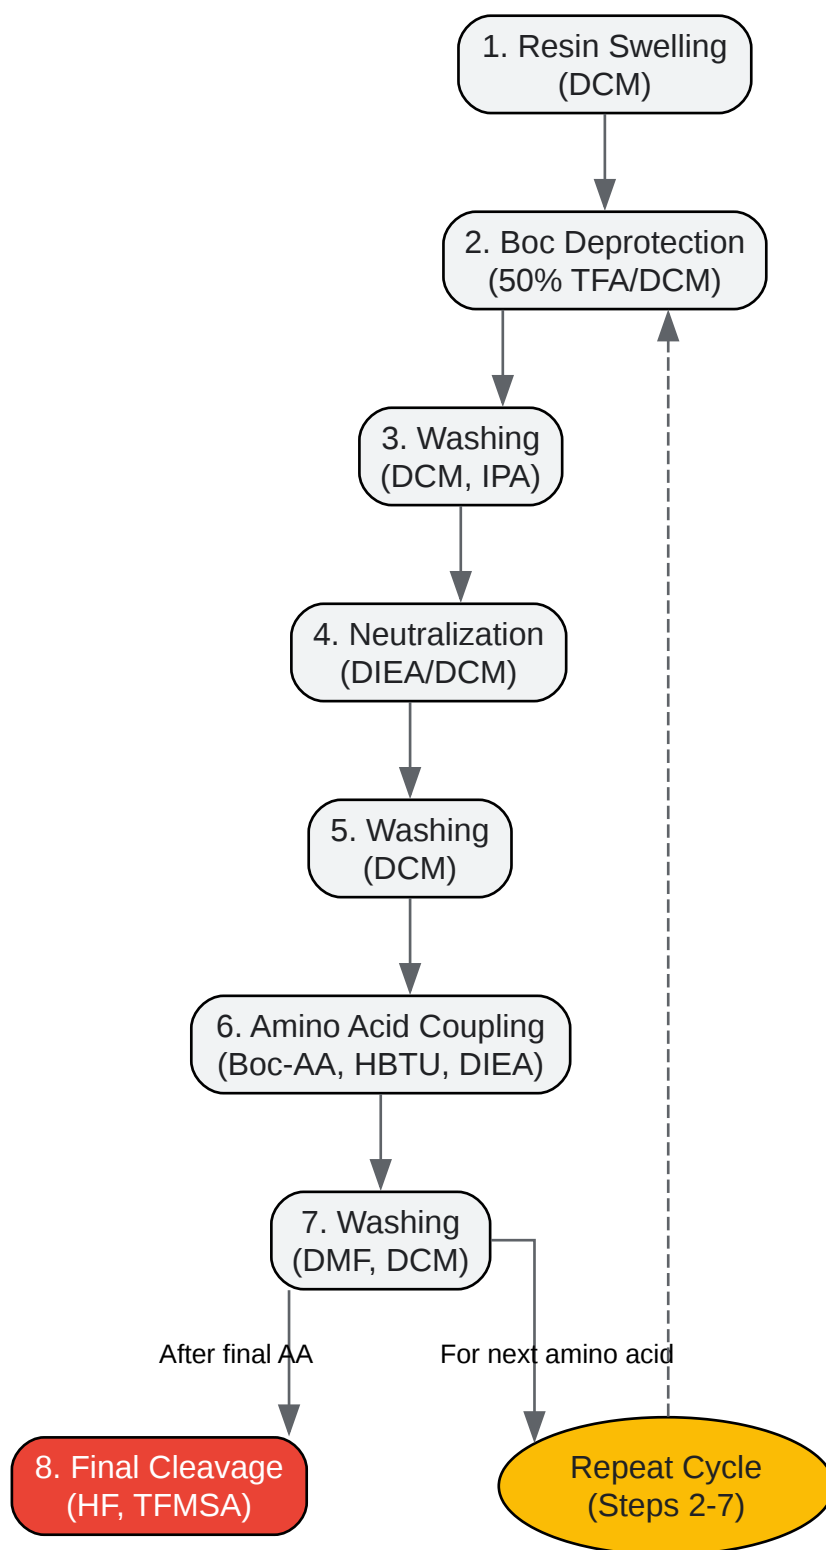 1. Resin Swelling
(DCM)
2. Boc Deprotection
(50% TFA/DCM)
3. Washing
(DCM, IPA)
4. Neutralization
(DIEA/DCM)
5. Washing
(DCM)
6. Amino Acid Coupling
(Boc-AA, HBTU, DIEA)
7. Washing
(DMF, DCM)
After final AA
For next amino acid
8. Final Cleavage
(HF, TFMSA)
Repeat Cycle
(Steps 2-7)